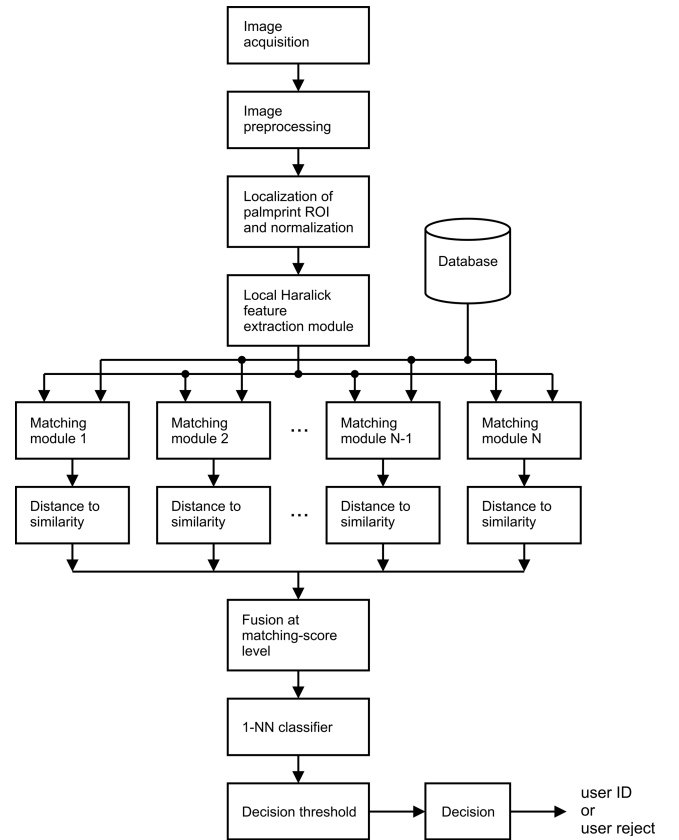 Image
acquisition
Image
preprocessing
Localization of
palmprint ROI
and normalization
Database
Local Haralick
feature
extraction module
Matching
module 1
Matching
module 2
...
Matching
module N-1
Matching
module N
Distance to
similarity
Distance to
similarity
...
Distance to
similarity
Distance to
similarity
Fusion at
matching-score
level
1-NN classifier
Decision threshold
Decision
user ID
or
user reject